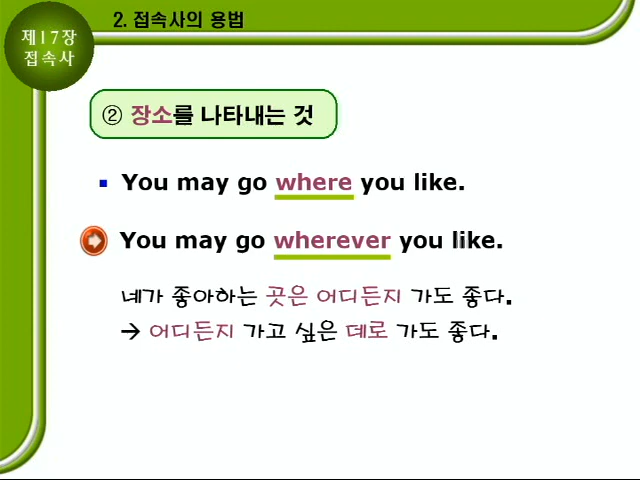 제17장
접속사
2. 접속사의 용법
② 장소를 나타내는 것
You may go where you like.
You may go wherever you like.
네가 좋아하는 곳은 어디든지 가도 좋다.
→ 어디든지 가고 싶은 데로 가도 좋다.